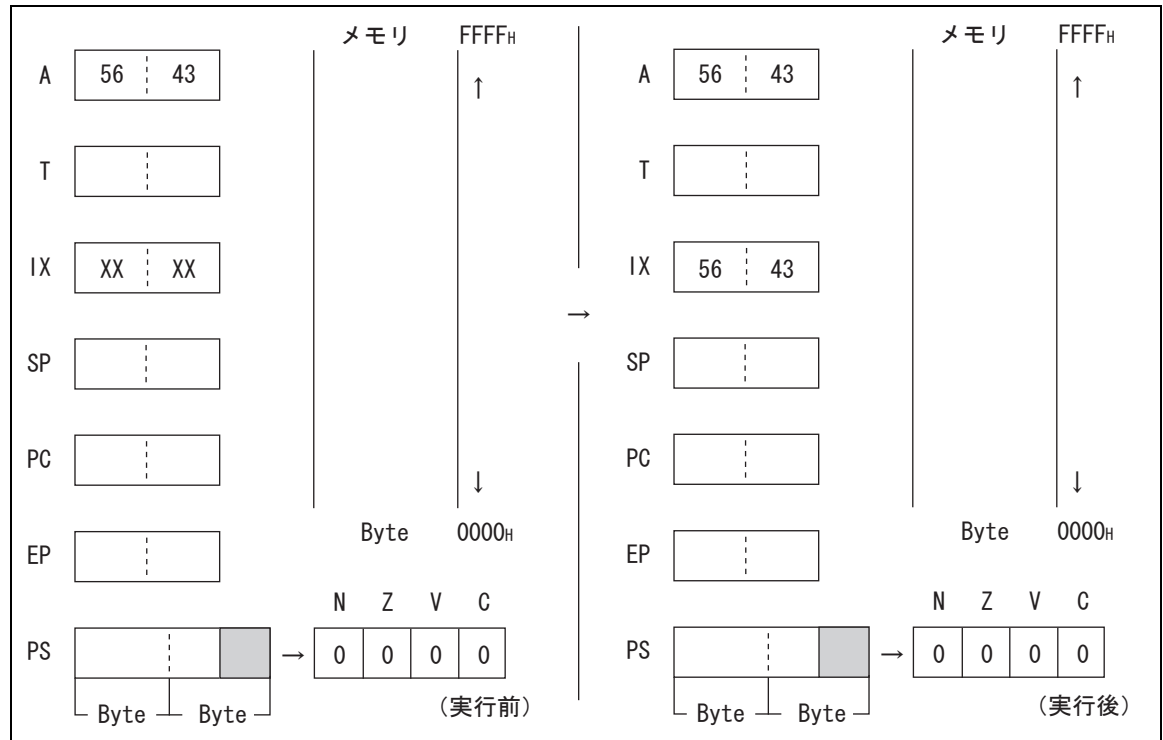 メモリ FFFFH
A 56 43
↑
T
IX XX XX
SP
PC
↓
Byte 0000H
EP
N Z V C
PS → 0 0 0 0
Byte Byte (実行前)
→
メモリ FFFFH
A 56 43
↑
T
IX 56 43
SP
PC
↓
Byte 0000H
EP
N Z V C
PS → 0 0 0 0
Byte Byte (実行後)